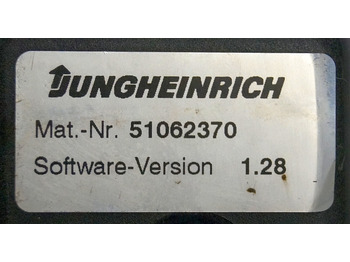 JUNGHEINRICH
Mat.-Nr. 51062370
Software-Version 1.28